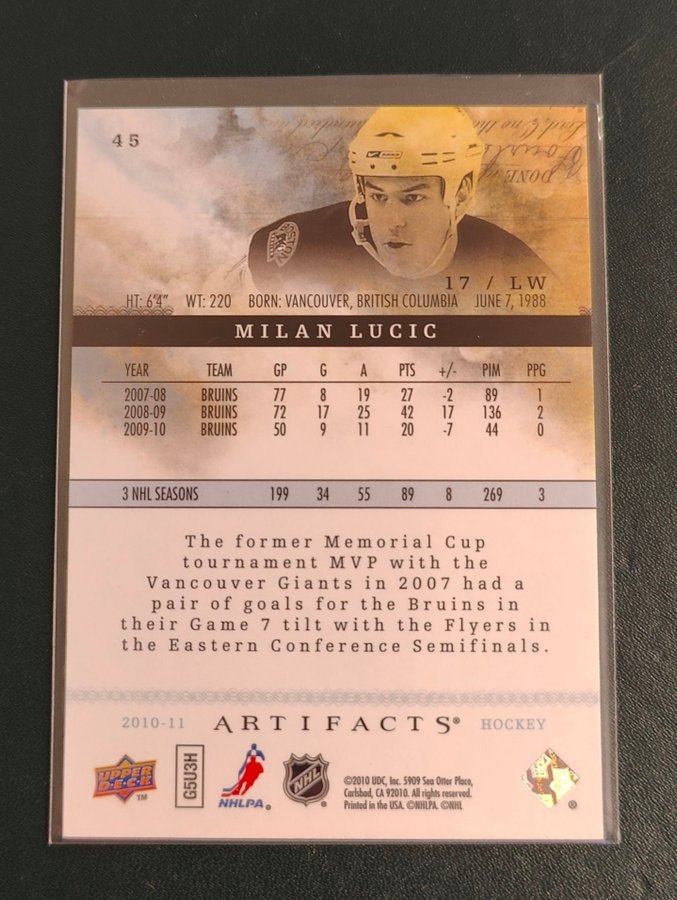 45
17 / LW
HT: 6'4" WT: 220 BORN: VANCOUVER, BRITISH COLUMBIA JUNE 7, 1988
MILAN LUCIC
YEAR TEAM GP G A PTS +/- PIM PPG
2007-08 BRUINS 77 8 19 27 -2 89 1
2008-09 BRUINS 72 17 25 42 17 136 2
2009-10 BRUINS 50 9 11 20 -7 44 0
3 NHL SEASONS 199 34 55 89 8 269 3
The former Memorial Cup
tournament MVP with the
Vancouver Giants in 2007 had a
pair of goals for the Bruins in
their Game 7 tilt with the Flyers in
the Eastern Conference Semifinals.
2010-11 ARTIFACTS® HOCKEY
UPPER DECK ™
G5U3H
NHLPA®
NHL
©2010 UDC, Inc. 5909 Sea Otter Place,
Carlsbad, CA 92010. All rights reserved.
Printed in the USA. ©NHLPA. ©NHL
®